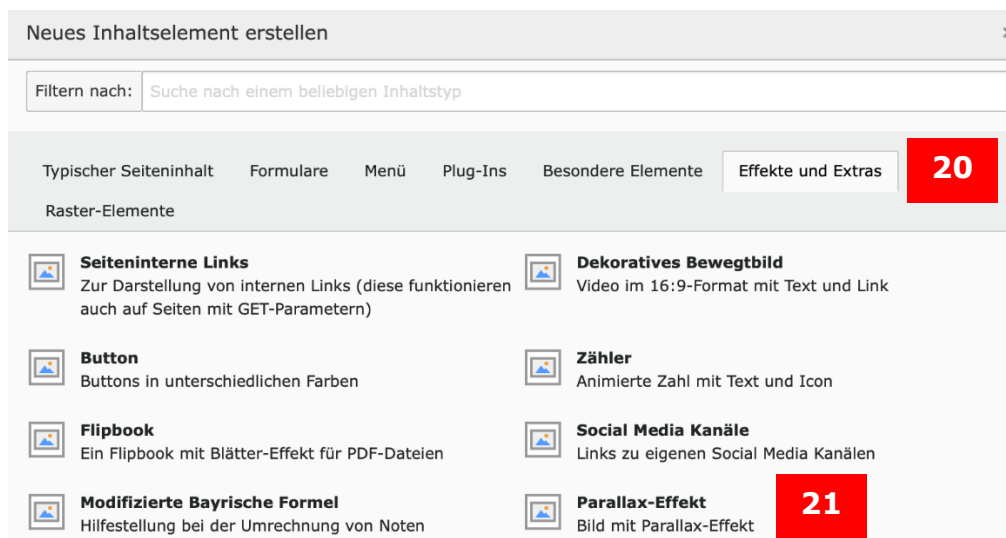 Neues Inhaltselement erstellen
Filtern nach: Suche nach einem beliebigen Inhaltstyp
Typischer Seiteninhalt Formulare Menü Plug-Ins Besondere Elemente Effekte und Extras 20
Raster-Elemente
Seiteninterne Links
Zur Darstellung von internen Links (diese funktionieren
auch auf Seiten mit GET-Parametern)
Dekoratives Bewegtbild
Video im 16:9-Format mit Text und Link
Button
Buttons in unterschiedlichen Farben
Zähler
Animierte Zahl mit Text und Icon
Flipbook
Ein Flipbook mit Blätter-Effekt für PDF-Dateien
Social Media Kanäle
Links zu eigenen Social Media Kanälen
Modifizierte Bayrische Formel
Hilfestellung bei der Umrechnung von Noten
Parallax-Effekt
Bild mit Parallax-Effekt
21